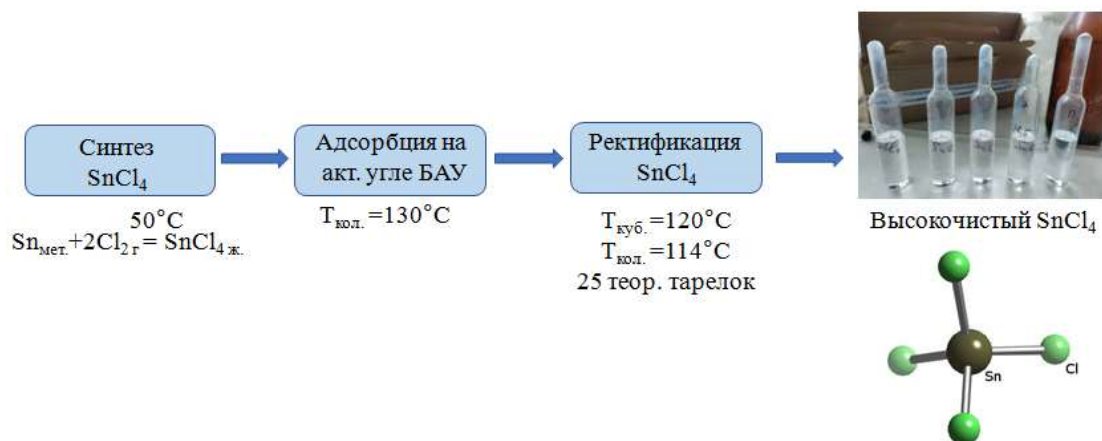 Синтез
SnCl4
50°C
Snмет.+2Cl2 г = SnCl4 ж.
Адсорбция на
акт. угле БАУ
Tкол.=130°C
Ректификация
SnCl4
Tкуб.=120°C
Tкол.=114°C
25 теор. тарелок
Высокочистый SnCl4
Sn
Cl